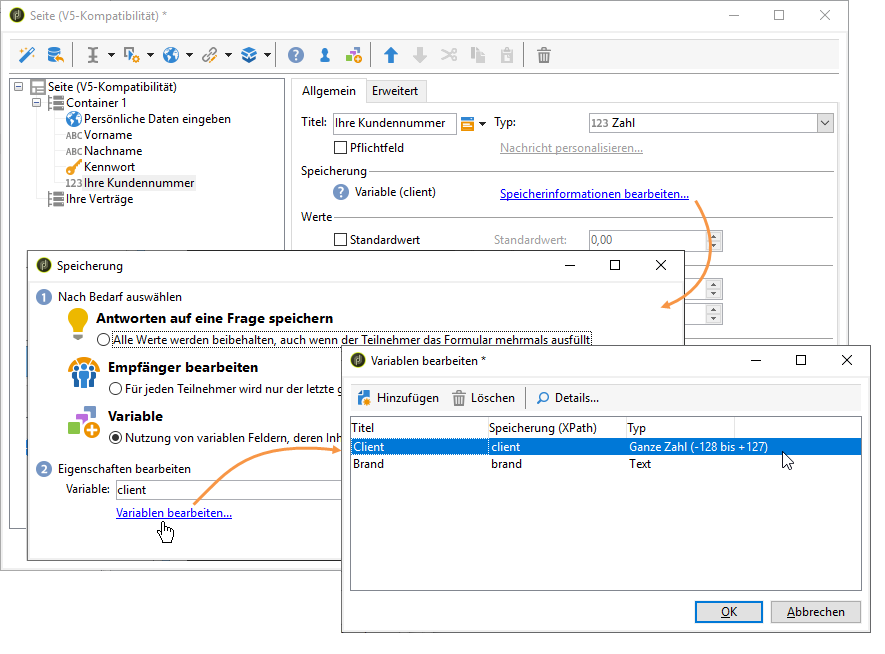 Seite (V5-Kompatibilität) *
Seite (V5-Kompatibilität)
Container 1
Persönliche Daten eingeben
ABC Vorname
ABC Nachname
Kennwort
123 Ihre Kundennummer
Ihre Verträge
Allgemein
Erweitert
Titel: Ihre Kundennummer Typ: 123 Zahl
Pflichtfeld
Nachricht personalisieren...
Speicherung
? Variable (client)
Speicherinformationen bearbeiten...
Werte
Standardwert
Standardwert: 0,00
Speicherung
1 Nach Bedarf auswählen
Antworten auf eine Frage speichern
Alle Werte werden beibehalten, auch wenn der Teilnehmer das Formular mehrmals ausfüllt
Empfänger bearbeiten
Für jeden Teilnehmer wird nur der letzte
Variable
Nutzung von variablen Feldern, deren
2 Eigenschaften bearbeiten
Variable: client
Variablen bearbeiten...
Variablen bearbeiten *
Hinzufügen Löschen Details...
Titel Speicherung (XPath) Typ
Client client Ganze Zahl (-128 bis +127)
Brand brand Text
OK Abbrechen